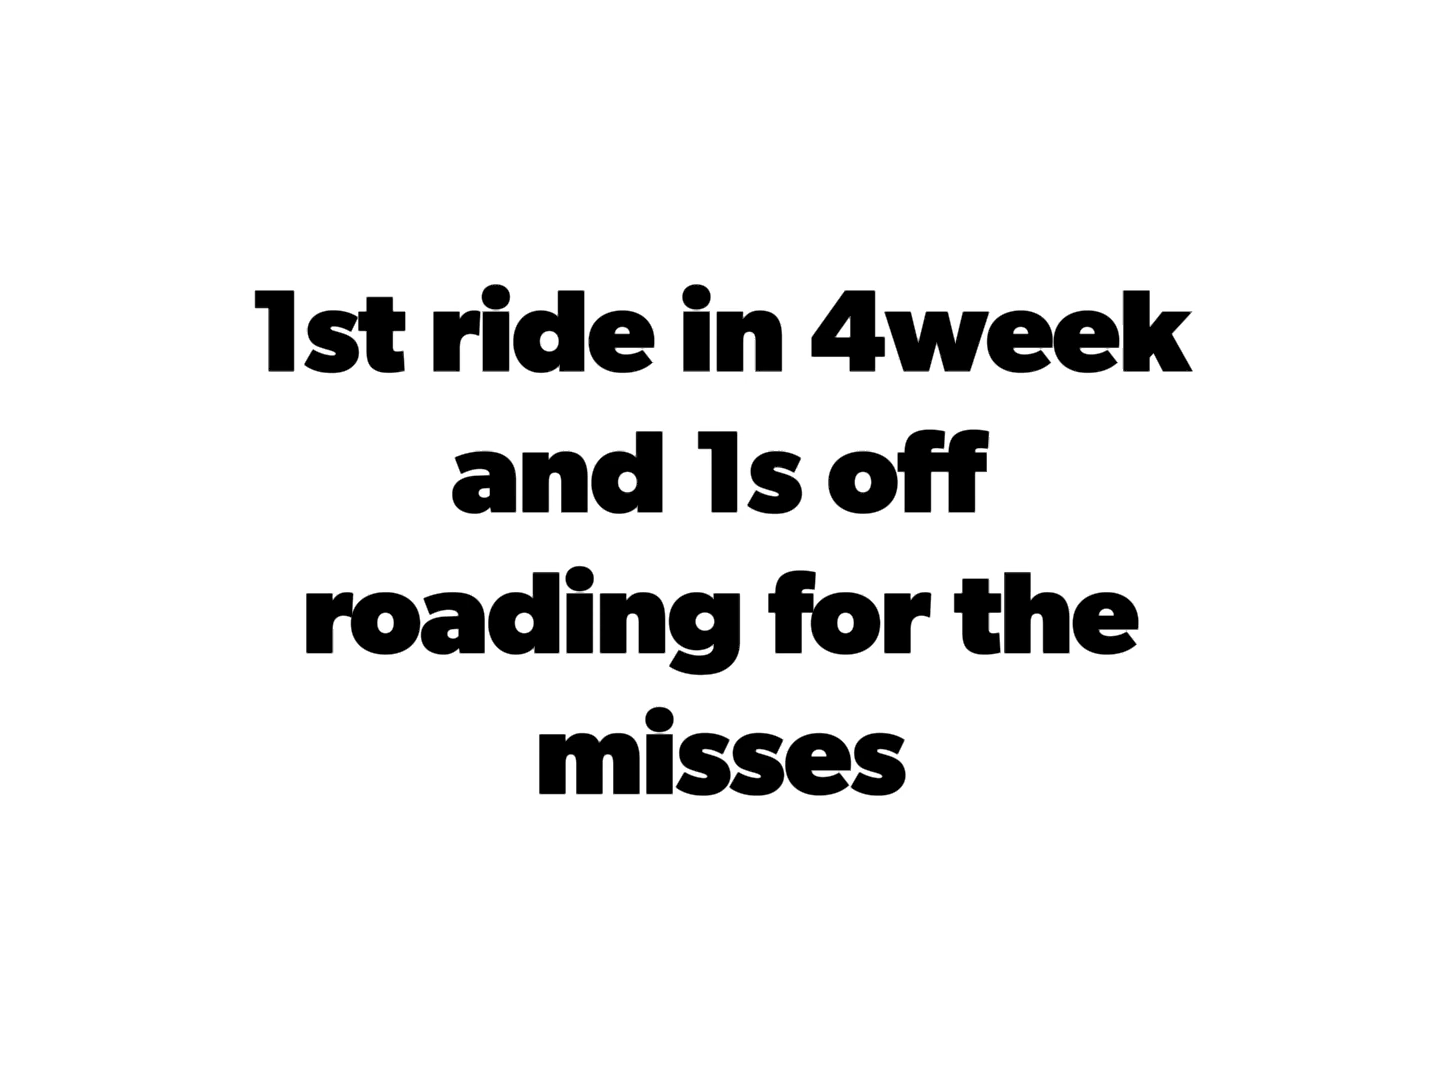 1st ride in 4week
and 1s off
roading for the
misses